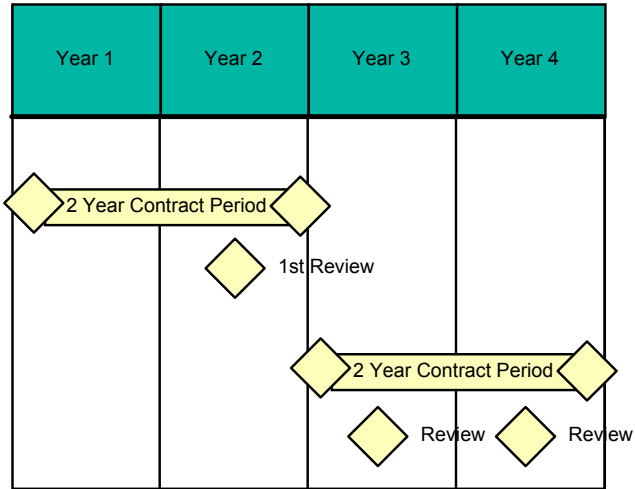 Year 1
Year 2
Year 3
Year 4
2 Year Contract Period
1st Review
2 Year Contract Period
Review
Review